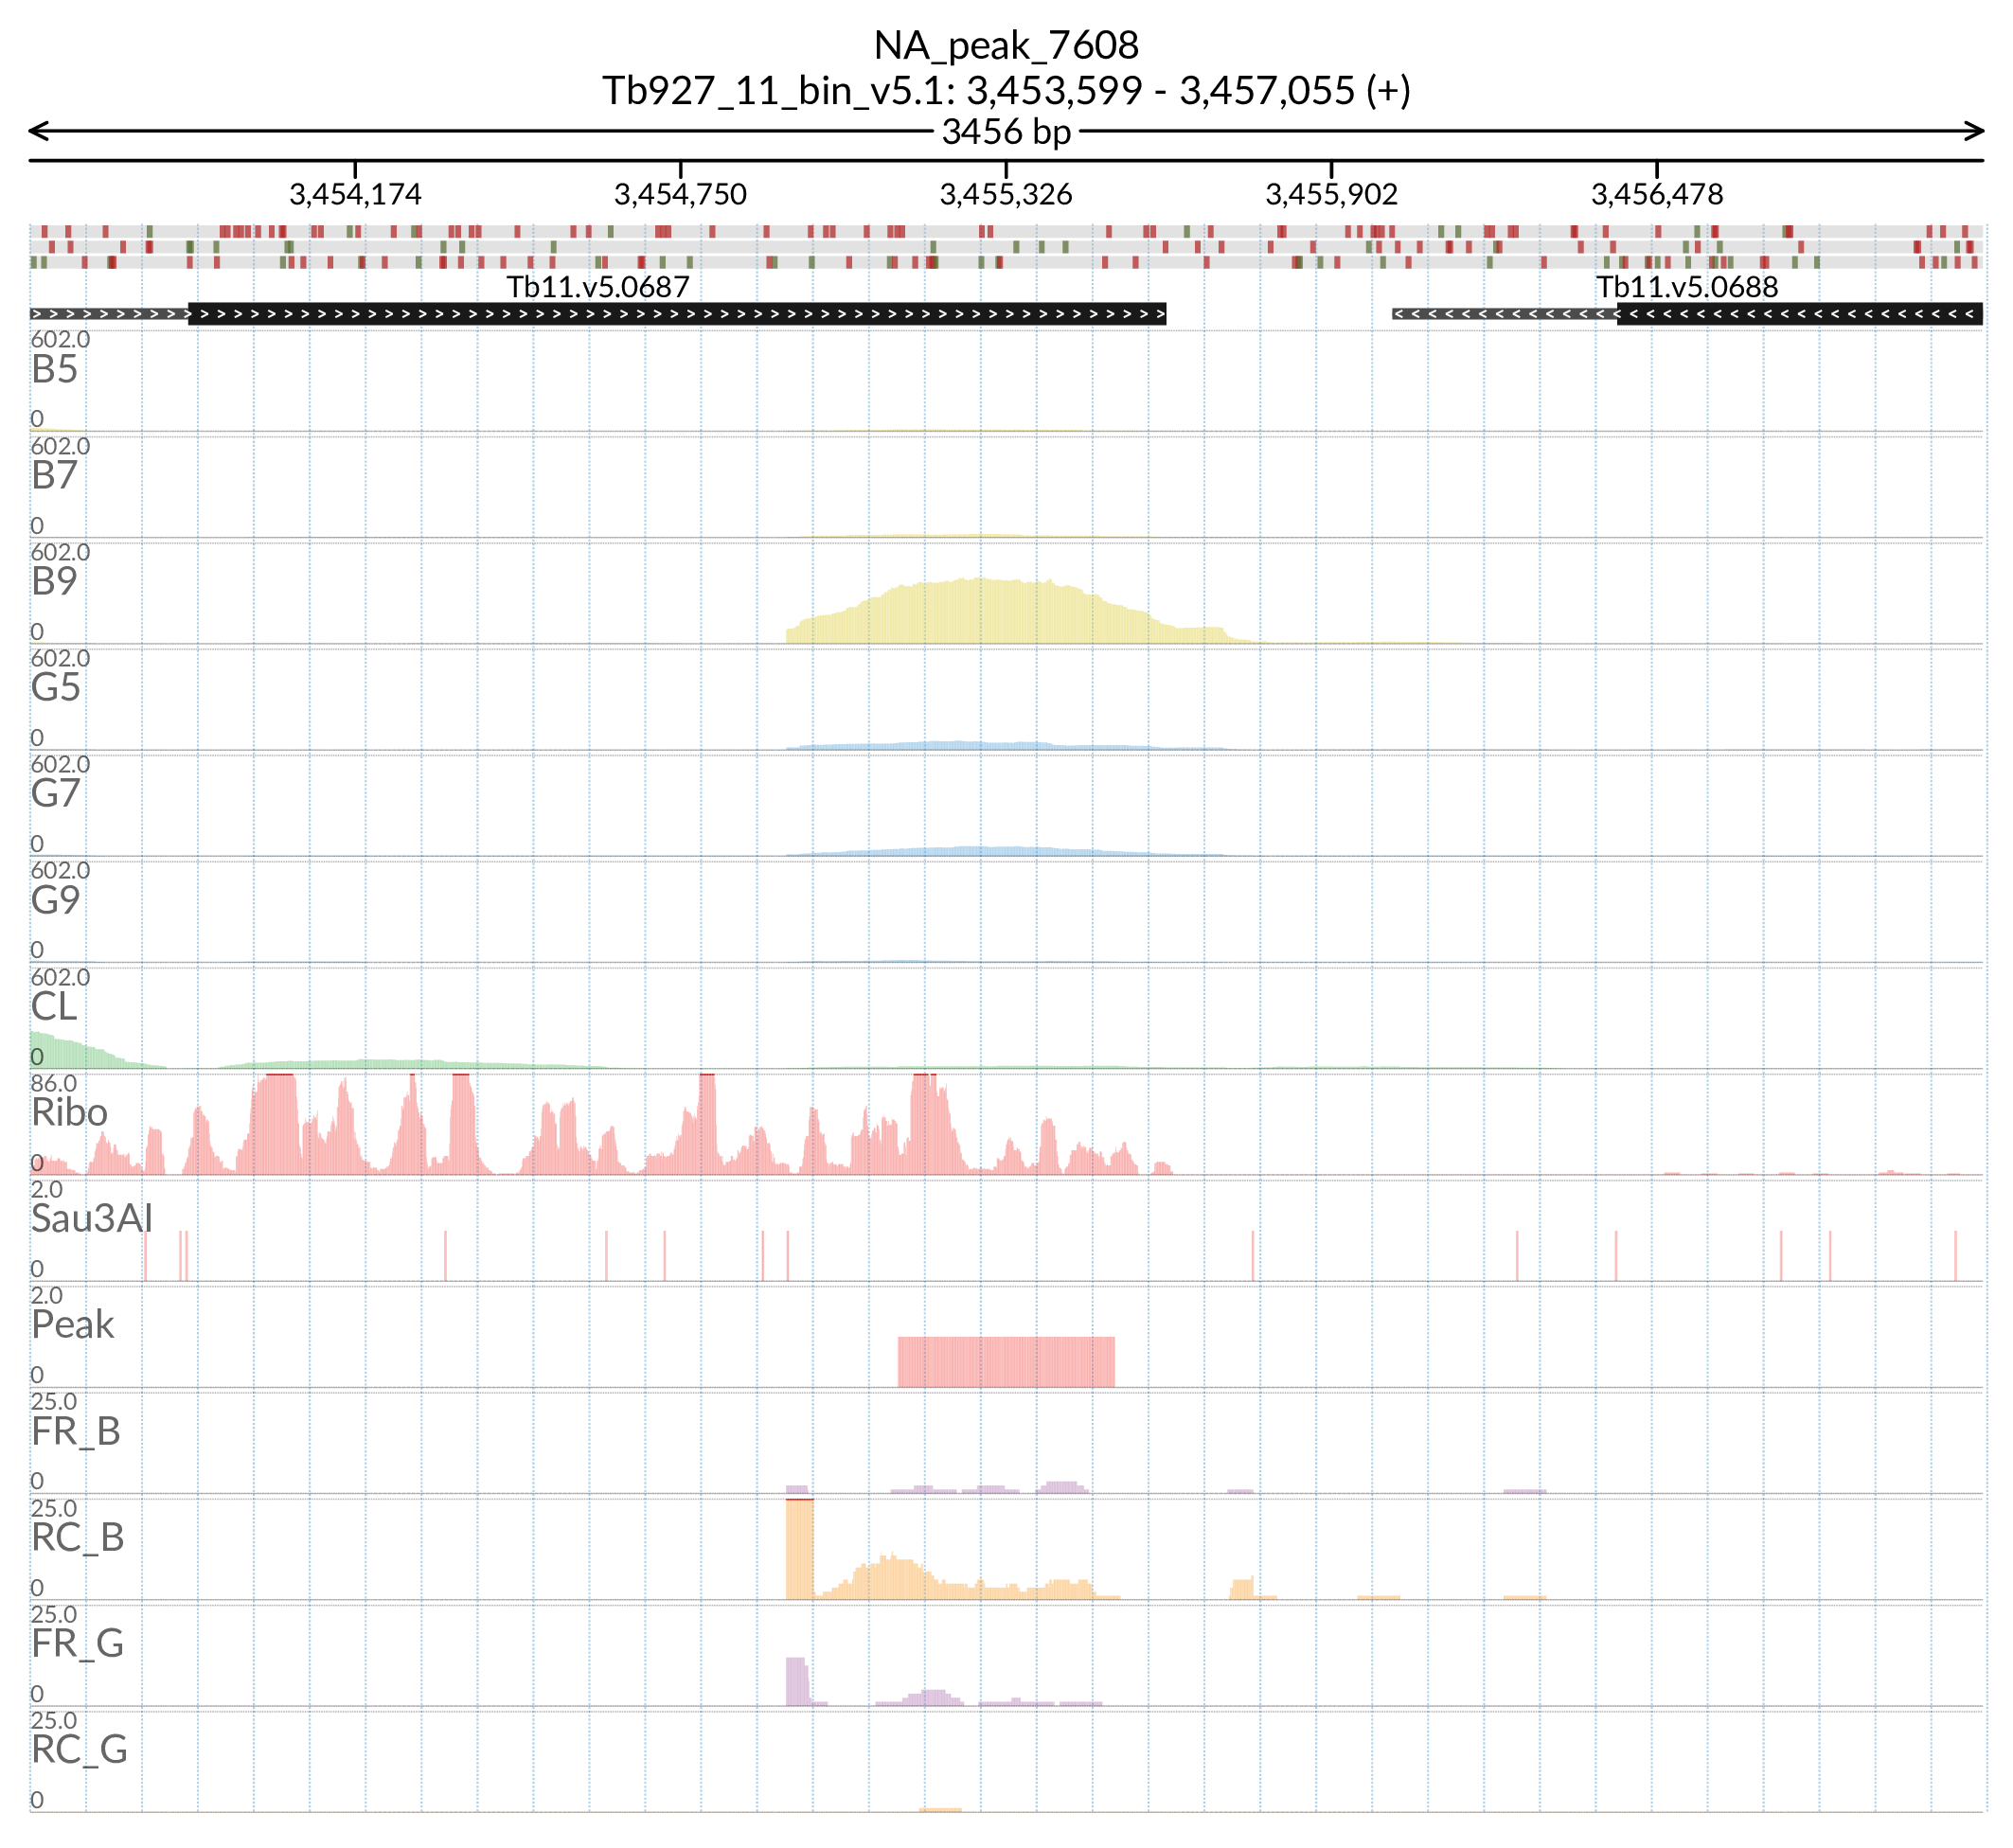 NA_peak_7608
Tb927_11_bin_v5.1: 3,453,599 - 3,457,055 (+)
3456 bp
3,454,174 3,454,750 3,455,326 3,455,902 3,456,478
Tb11.v5.0687 Tb11.v5.0688
602.0
B5
0
602.0
B7
0
602.0
B9
0
602.0
G5
0
602.0
G7
0
602.0
G9
0
602.0
CL
0
86.0
Ribo
0
2.0
Sau3AI
0
2.0
Peak
0
25.0
FR_B
0
25.0
RC_B
0
25.0
FR_G
0
25.0
RC_G
0